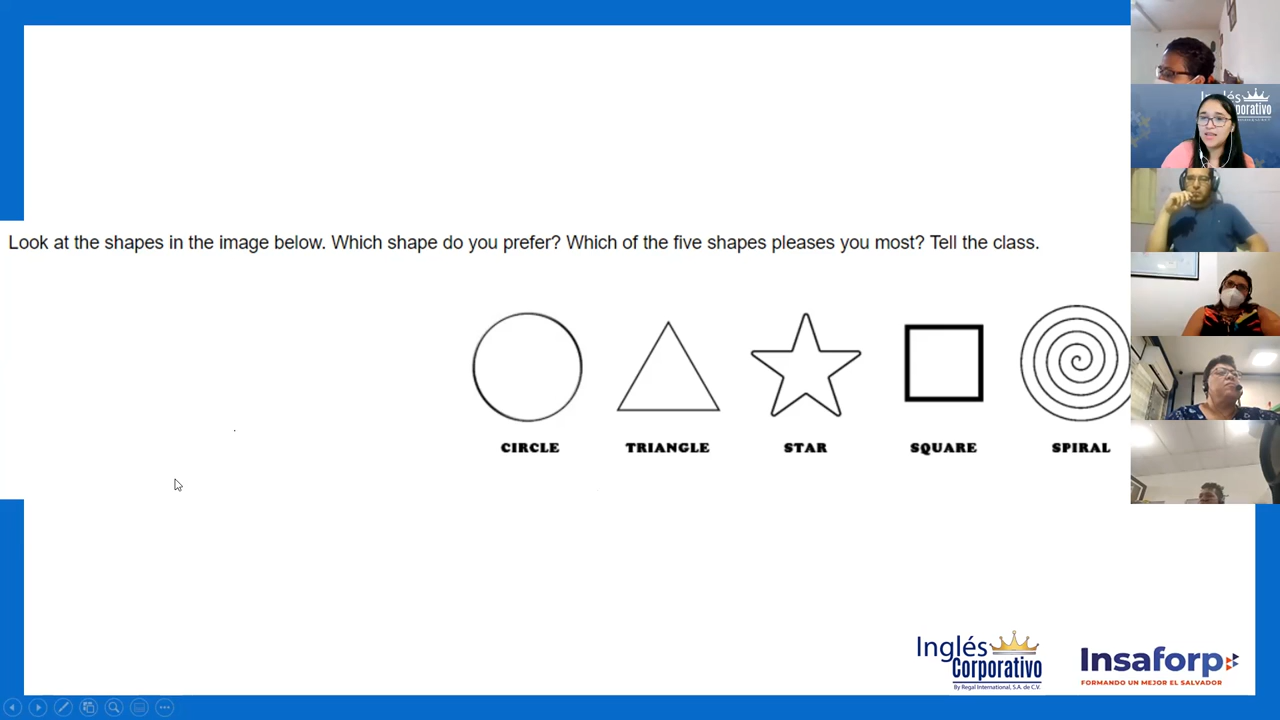 Look at the shapes in the image below. Which shape do you prefer? Which of the five shapes pleases you most? Tell the class.
CIRCLE TRIANGLE STAR SQUARE SPIRAL
Inglés
Corporativo
By Regal International, S.A. de C.V.
Insaforp
FORMANDO UN MEJOR EL SALVADOR
Inglés